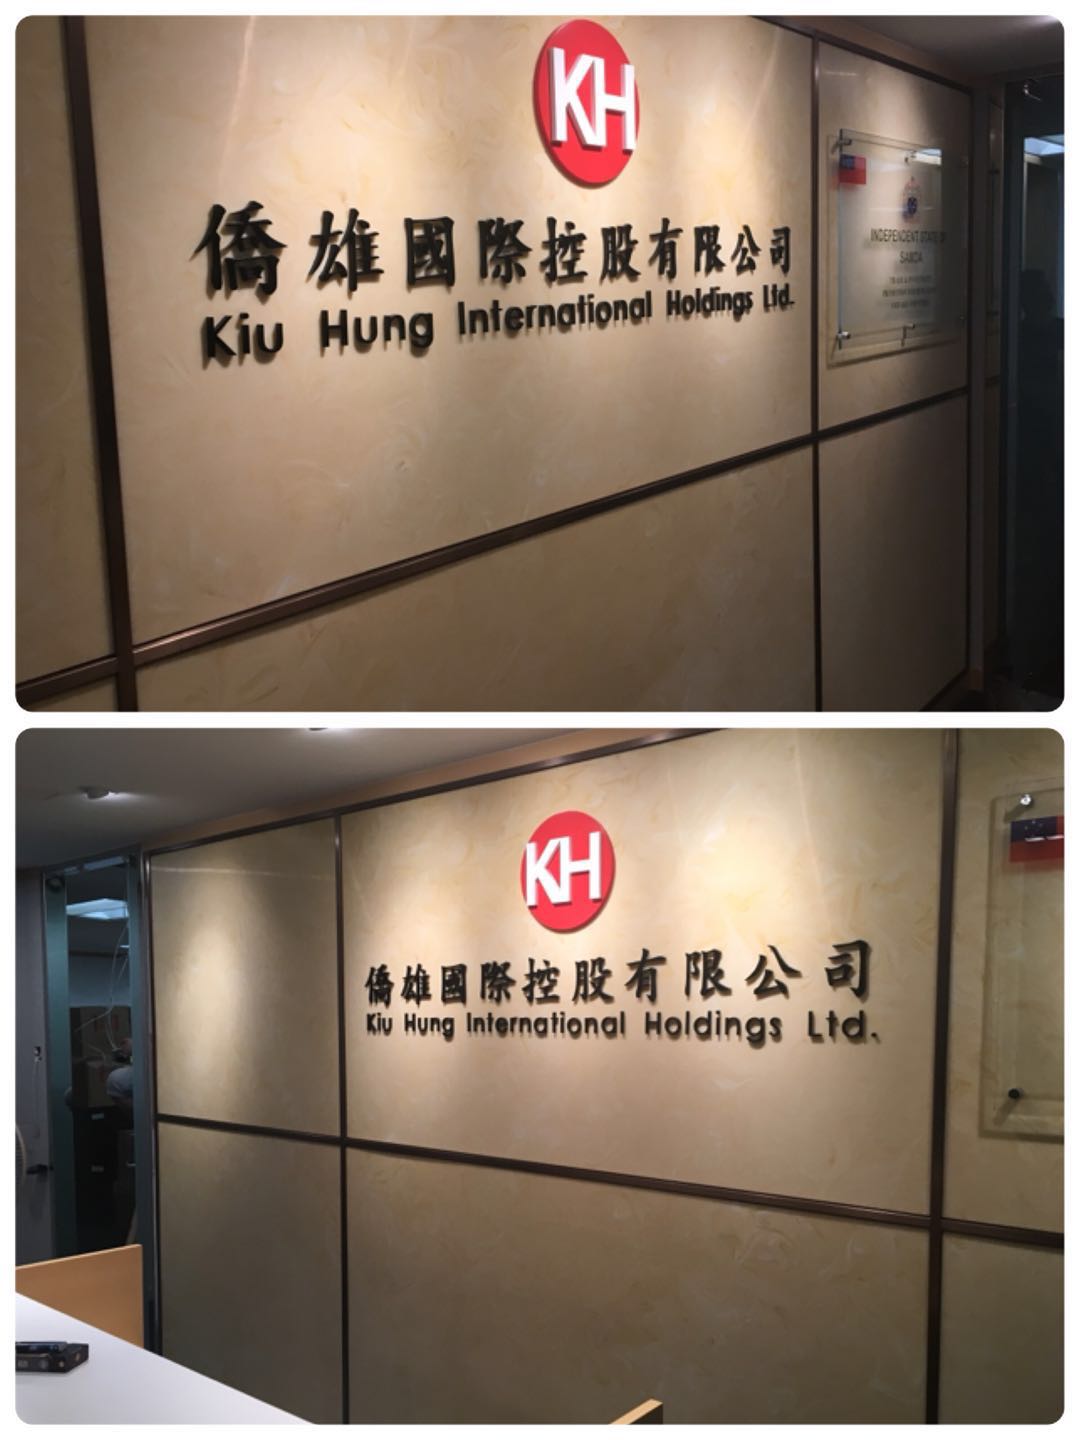 KH
僑雄國際控股有限公司
Kiu Hung International Holdings Ltd.
INDEPENDENT STATE OF
SAMOA
KH
僑雄國際控股有限公司
Kiu Hung International Holdings Ltd.